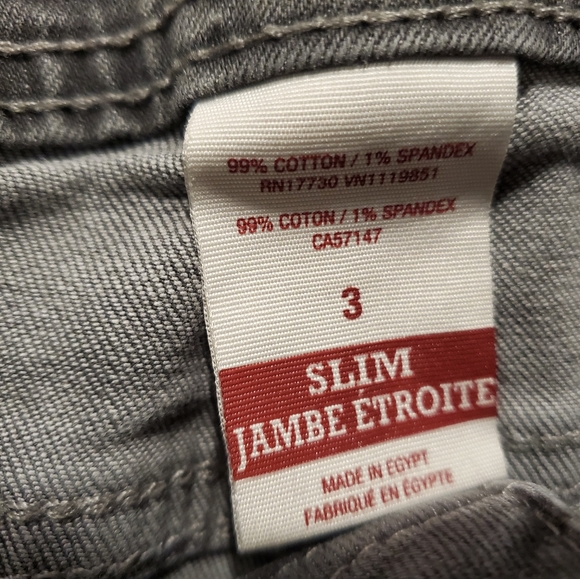 99% COTTON / 1% SPANDEX
RN17730 VN1119851
99% COTON / 1% SPANDEX
CA57147
3
SLIM
JAMBE ÉTROITE
MADE IN EGYPT
FABRIQUÉ EN ÉGYPTE